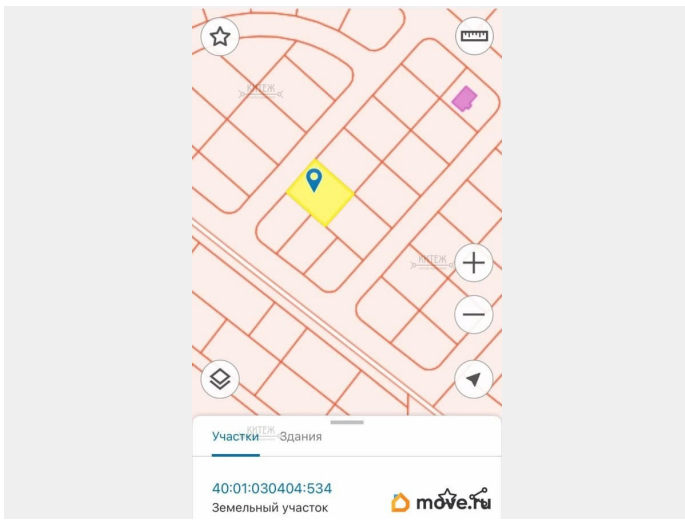 КИТЕЖ
КИТЕЖ
КИТЕЖ
Участки Здания
40:01:030404:534
Земельный участок
move.ru